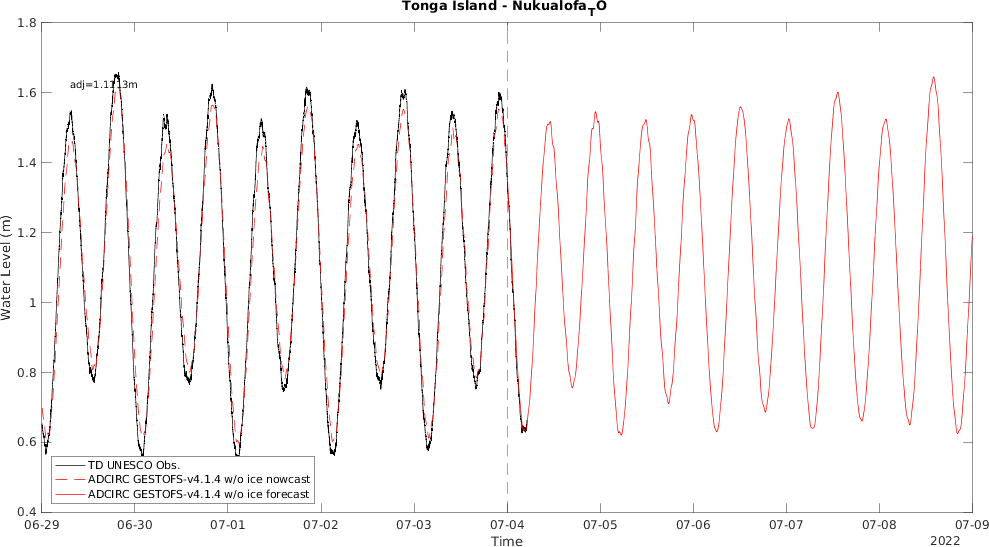 Tonga Island - NukualofaTO
1.8
adj=1.1313m
1.6
1.4
1.2
1
0.8
0.6
0.4
Water Level (m)
TD UNESCO Obs.
ADCIRC GESTOFS-v4.1.4 w/o ice nowcast
ADCIRC GESTOFS-v4.1.4 w/o ice forecast
06-29 06-30 07-01 07-02 07-03 07-04 07-05 07-06 07-07 07-08 07-09
Time
2022